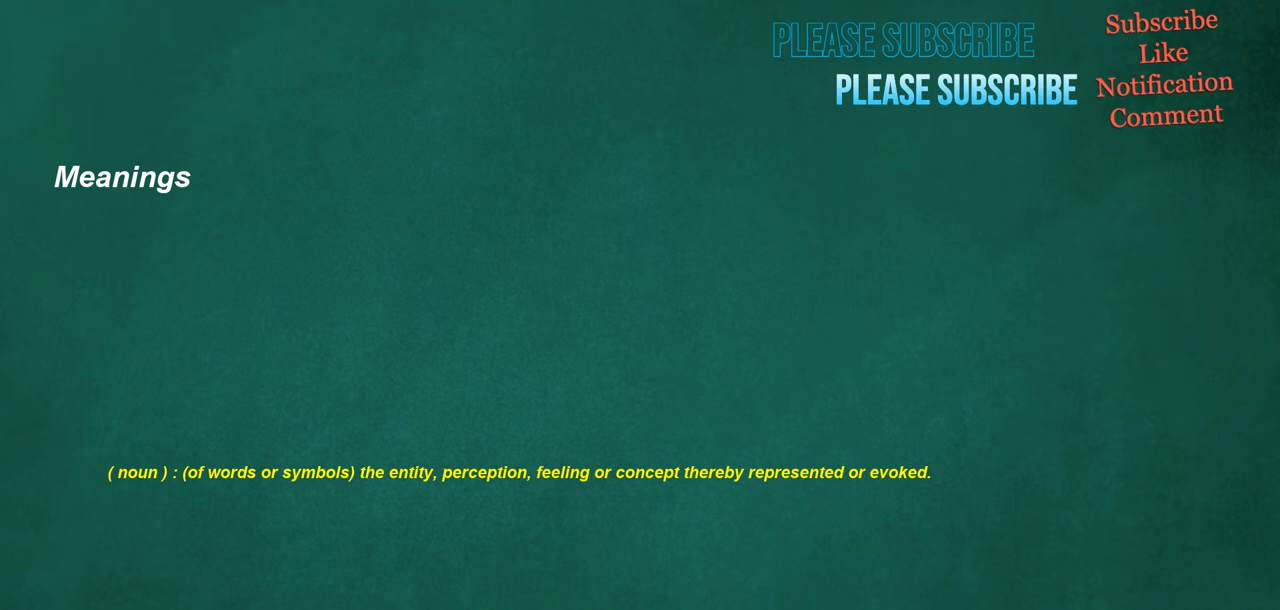 PLEASE SUBSCRIBE
PLEASE SUBSCRIBE
Subscribe
Like
Notification
Comment
Meanings
( noun ) : (of words or symbols) the entity, perception, feeling or concept thereby represented or evoked.